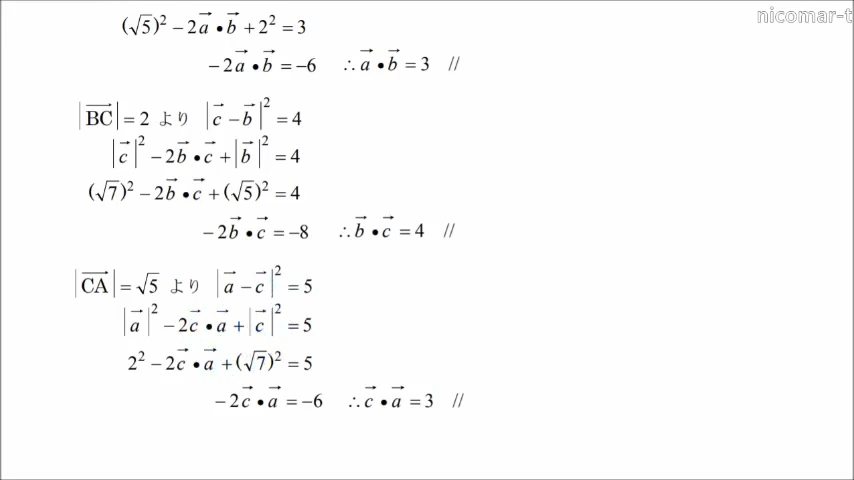 nicomar-t
(√5)² − 2a⃗•b⃗ + 2² = 3
−2a⃗•b⃗ = −6 ∴ a⃗•b⃗ = 3 //
|BC⃗| = 2 より |c⃗ − b⃗|² = 4
|c⃗|² − 2b⃗•c⃗ + |b⃗|² = 4
(√7)² − 2b⃗•c⃗ + (√5)² = 4
−2b⃗•c⃗ = −8 ∴ b⃗•c⃗ = 4 //
|CA⃗| = √5 より |a⃗ − c⃗|² = 5
|a⃗|² − 2c⃗•a⃗ + |c⃗|² = 5
2² − 2c⃗•a⃗ + (√7)² = 5
−2c⃗•a⃗ = −6 ∴ c⃗•a⃗ = 3 //